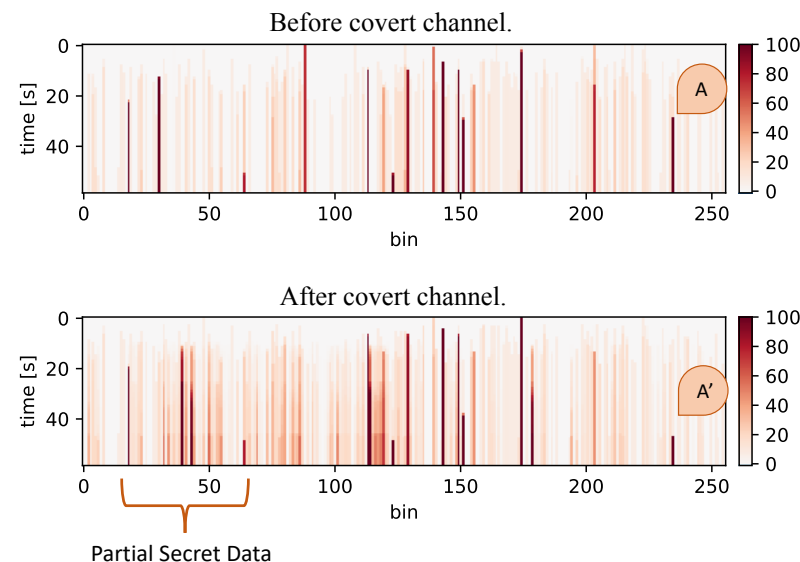 Before covert channel.
0
20
40
time [s]
0 50 100 150 200 250
bin
100
80
60
40
20
0
A
After covert channel.
0
20
40
time [s]
0 50 100 150 200 250
bin
100
80
60
40
20
0
A’
Partial Secret Data